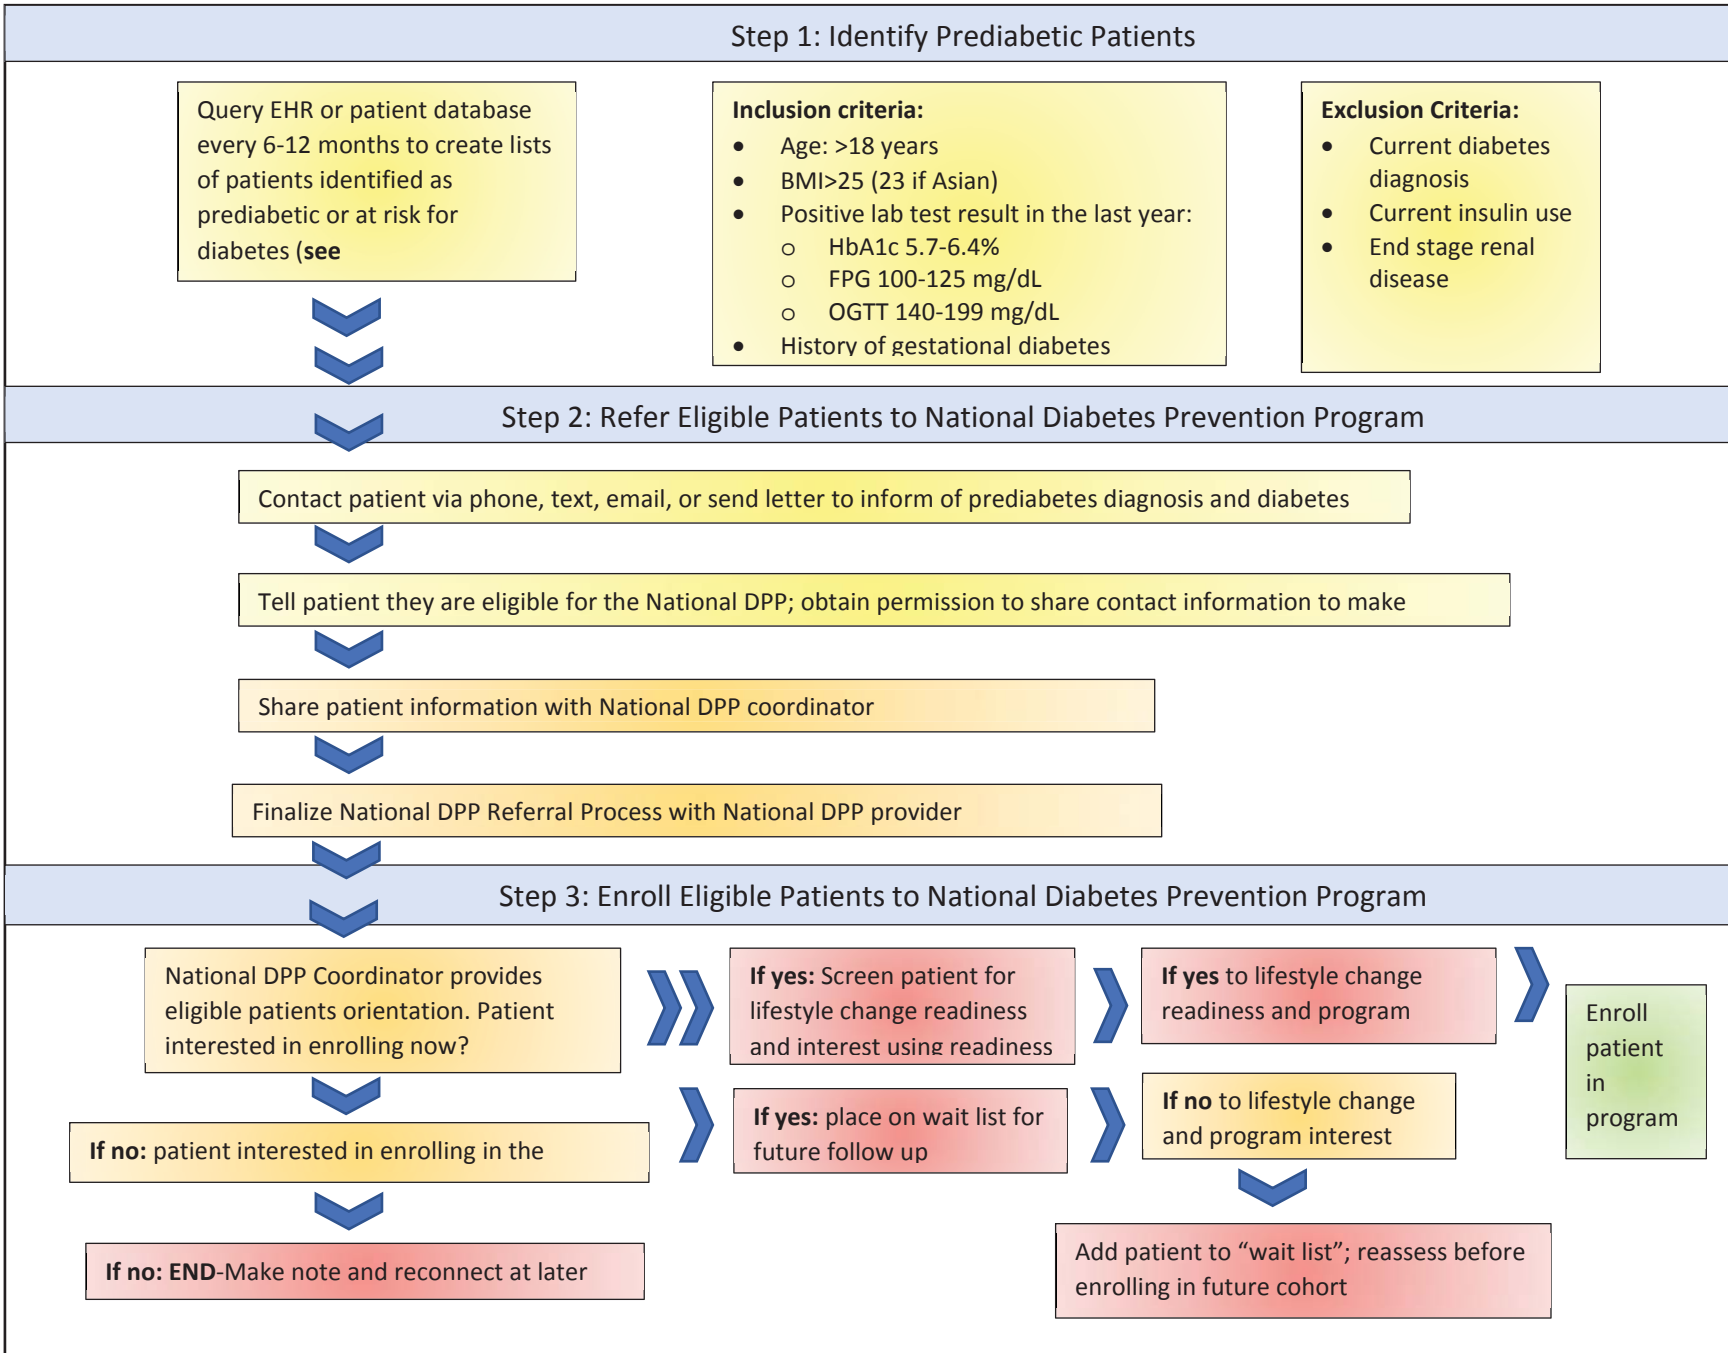 Step 1: Identify Prediabetic Patients
Query EHR or patient database
every 6-12 months to create lists
of patients identified as
prediabetic or at risk for
diabetes (see
Inclusion criteria:
• Age: >18 years
• BMI>25 (23 if Asian)
• Positive lab test result in the last year:
o HbA1c 5.7-6.4%
o FPG 100-125 mg/dL
o OGTT 140-199 mg/dL
• History of gestational diabetes
Exclusion Criteria:
• Current diabetes
diagnosis
• Current insulin use
• End stage renal
disease
Step 2: Refer Eligible Patients to National Diabetes Prevention Program
Contact patient via phone, text, email, or send letter to inform of prediabetes diagnosis and diabetes
Tell patient they are eligible for the National DPP; obtain permission to share contact information to make
Share patient information with National DPP coordinator
Finalize National DPP Referral Process with National DPP provider
Step 3: Enroll Eligible Patients to National Diabetes Prevention Program
National DPP Coordinator provides
eligible patients orientation. Patient
interested in enrolling now?
If yes: Screen patient for
lifestyle change readiness
and interest using readiness
If yes to lifestyle change
readiness and program
Enroll
patient
in
program
If no: patient interested in enrolling in the
If yes: place on wait list for
future follow up
If no to lifestyle change
and program interest
If no: END-Make note and reconnect at later
Add patient to “wait list”; reassess before
enrolling in future cohort